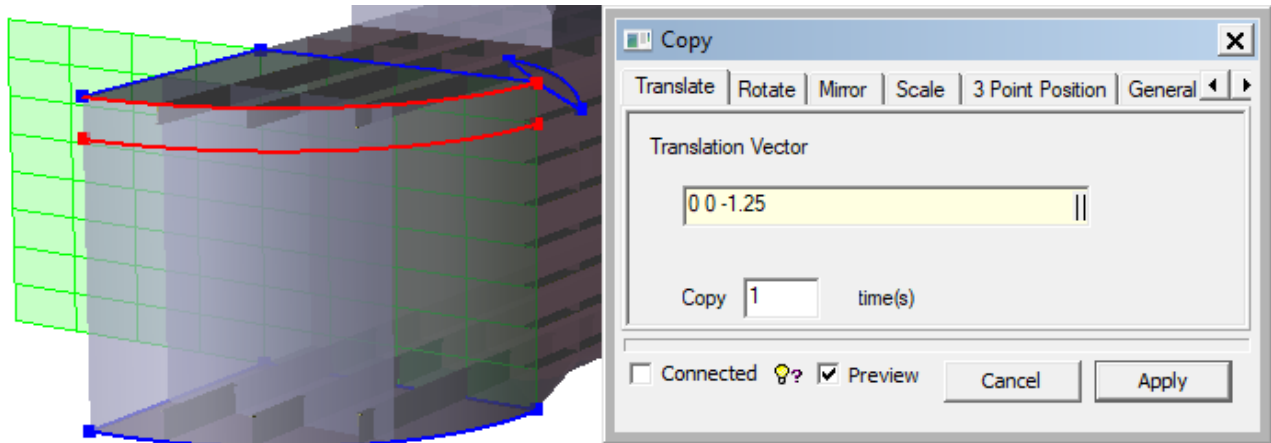 Copy
Translate Rotate Mirror Scale 3 Point Position General
Translation Vector
0 0 -1.25
Copy 1 time(s)
Connected ? Preview Cancel Apply